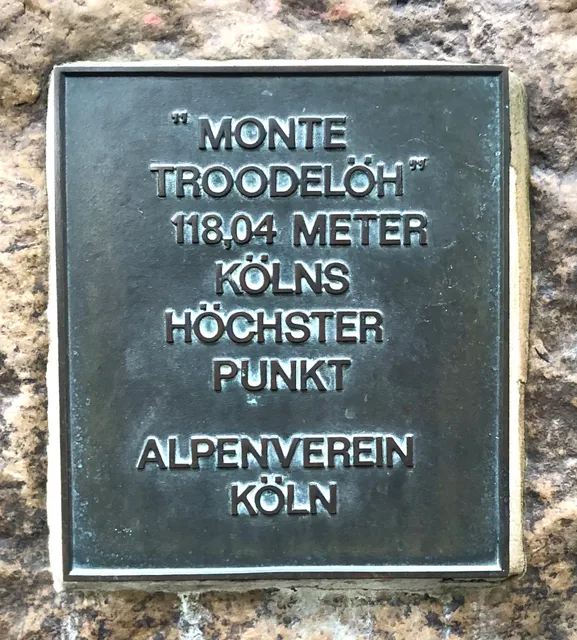 "MONTE
TROODELÖH"
118,04 METER
KÖLNS
HÖCHSTER
PUNKT
ALPENVEREIN
KÖLN